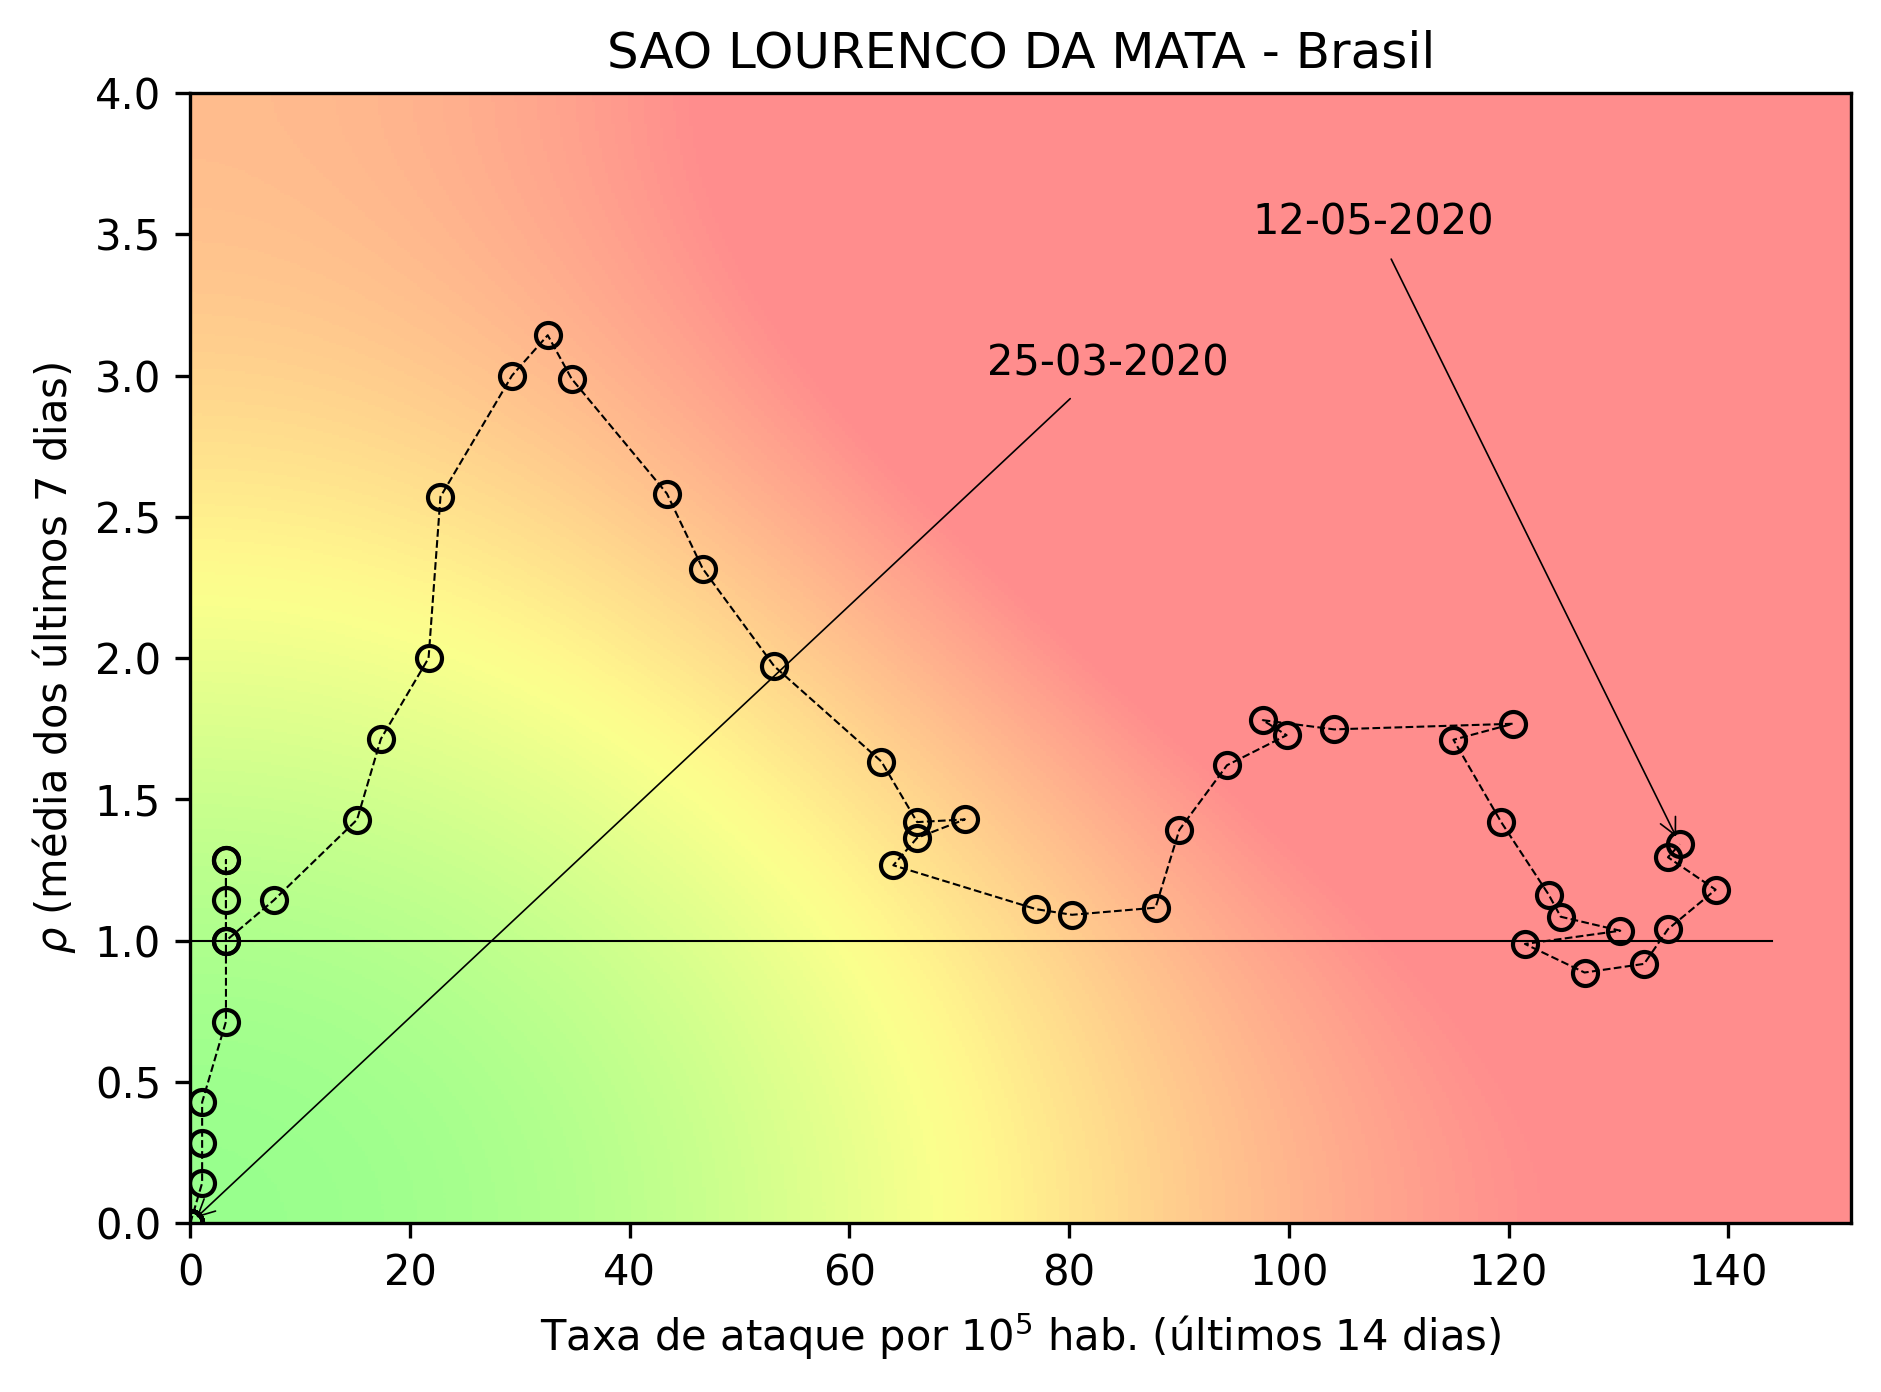 SAO LOURENCO DA MATA - Brasil
4.0
3.5
3.0
2.5
2.0
1.5
1.0
0.5
0.0
ρ (média dos últimos 7 dias)
12-05-2020
25-03-2020
0 20 40 60 80 100 120 140
Taxa de ataque por 10⁵ hab. (últimos 14 dias)